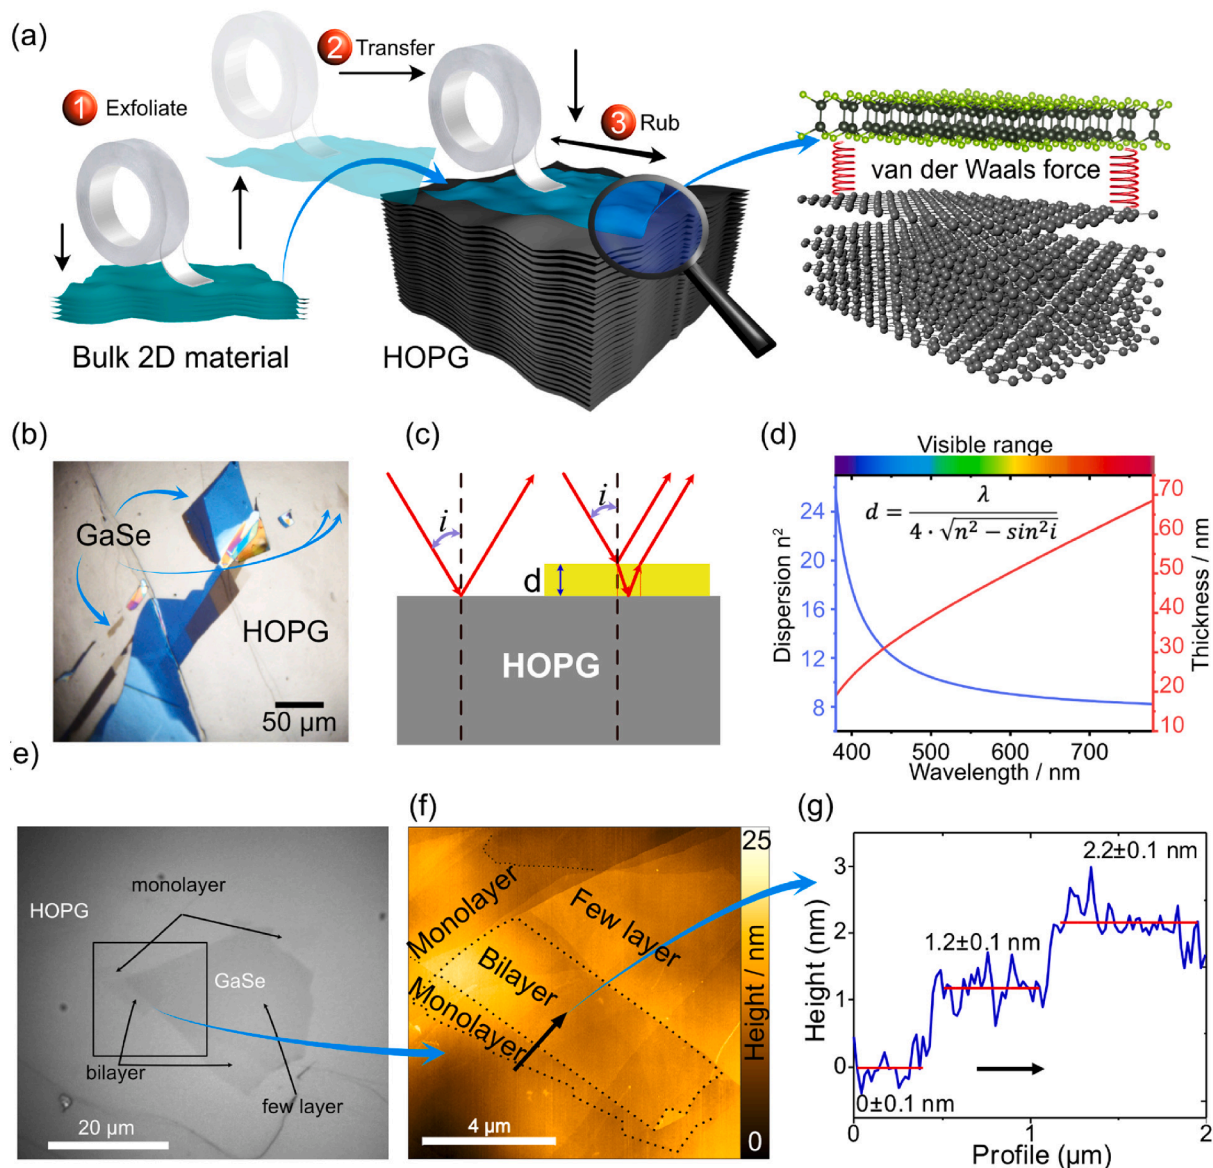 (a)
1 Exfoliate
2 Transfer
3 Rub
van der Waals force
Bulk 2D material
HOPG
(b)
GaSe
HOPG
50 µm
(c)
i
i
d
HOPG
(d)
Visible range
d = λ / 4 · √n² − sin²i
Dispersion n²
24
20
16
12
8
70
60
50
40
30
20
10
Thickness / nm
400 500 600 700
Wavelength / nm
e)
HOPG
monolayer
GaSe
bilayer
few layer
20 µm
(f)
Monolayer
Few layer
Bilayer
Monolayer
4 µm
25
Height / nm
0
(g)
Height (nm)
3
2
1
0
2.2±0.1 nm
1.2±0.1 nm
0±0.1 nm
0 1 2
Profile (µm)